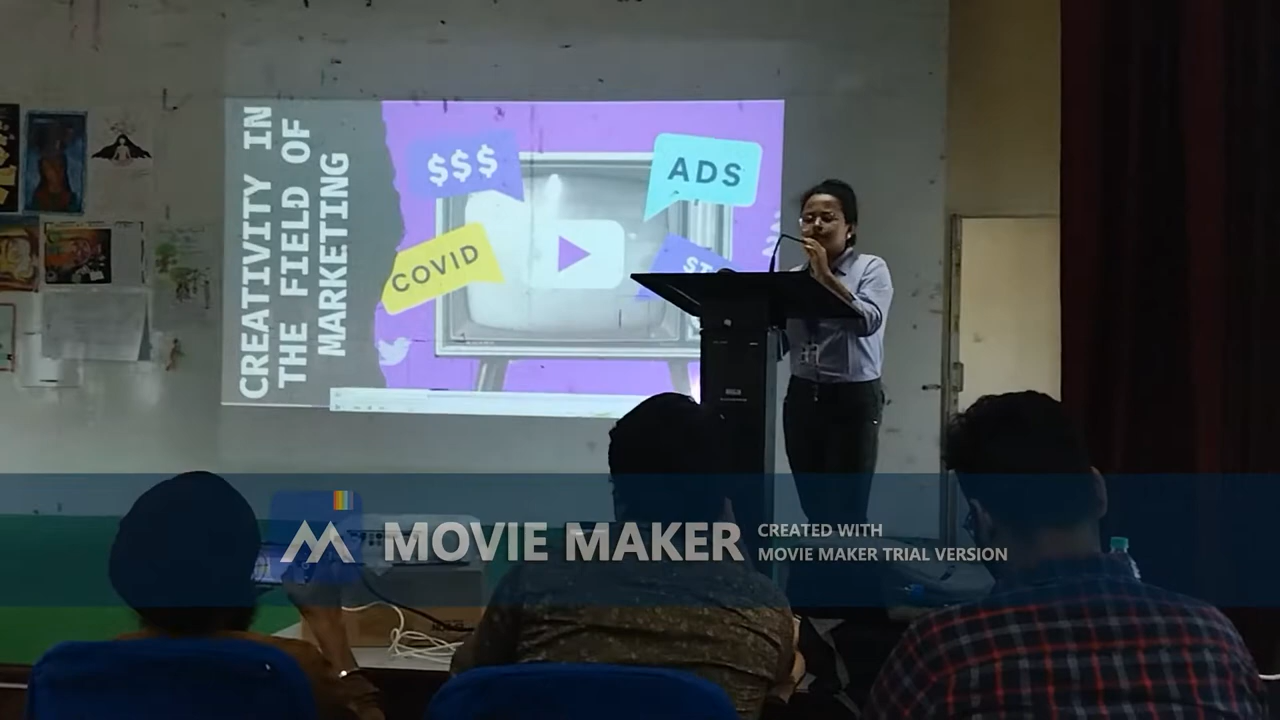 CREATIVITY IN
THE FIELD OF
MARKETING
$$$
ADS
COVID
MOVIE MAKER
CREATED WITH
MOVIE MAKER TRIAL VERSION